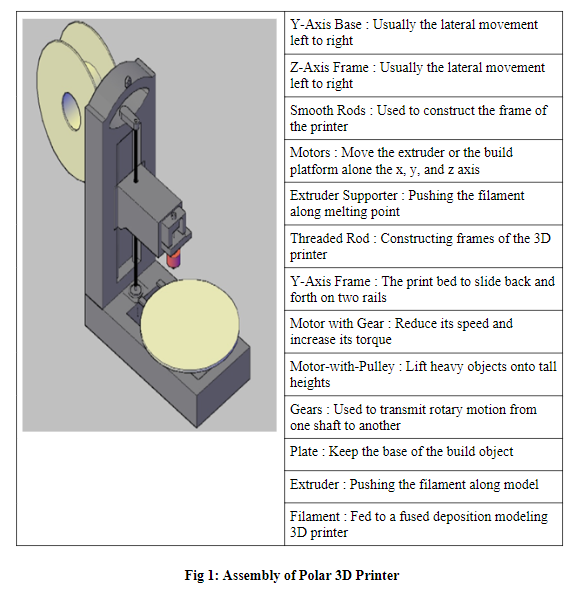 Y-Axis Base : Usually the lateral movement
left to right
Z-Axis Frame : Usually the lateral movement
left to right
Smooth Rods : Used to construct the frame of
the printer
Motors : Move the extruder or the build
platform alone the x, y, and z axis
Extruder Supporter : Pushing the filament
along melting point
Threaded Rod : Constructing frames of the 3D
printer
Y-Axis Frame : The print bed to slide back and
forth on two rails
Motor with Gear : Reduce its speed and
increase its torque
Motor-with-Pulley : Lift heavy objects onto tall
heights
Gears : Used to transmit rotary motion from
one shaft to another
Plate : Keep the base of the build object
Extruder : Pushing the filament along model
Filament : Fed to a fused deposition modeling
3D printer
Fig 1: Assembly of Polar 3D Printer